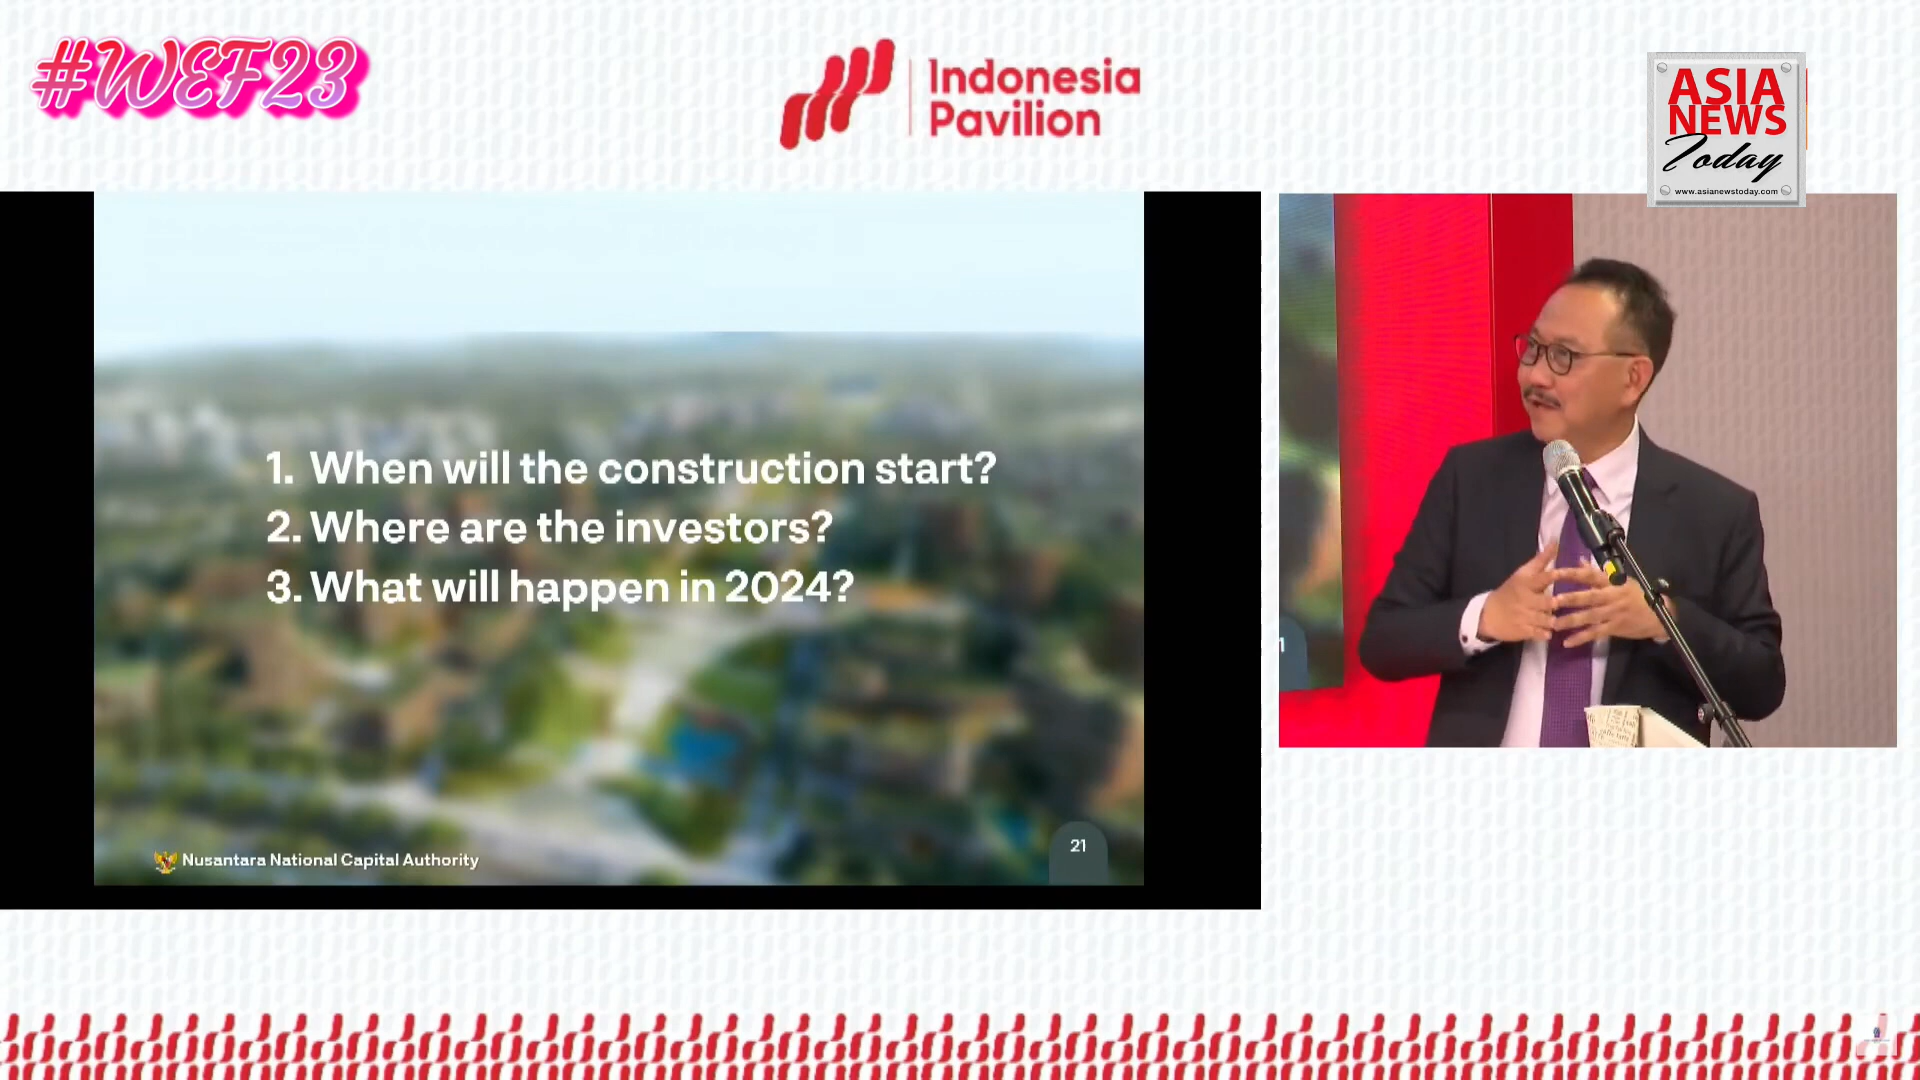 #WEF23
Indonesia
Pavilion
ASIA
NEWS
Today
www.asianewstoday.com
1. When will the construction start?
2. Where are the investors?
3. What will happen in 2024?
Nusantara National Capital Authority
21
1